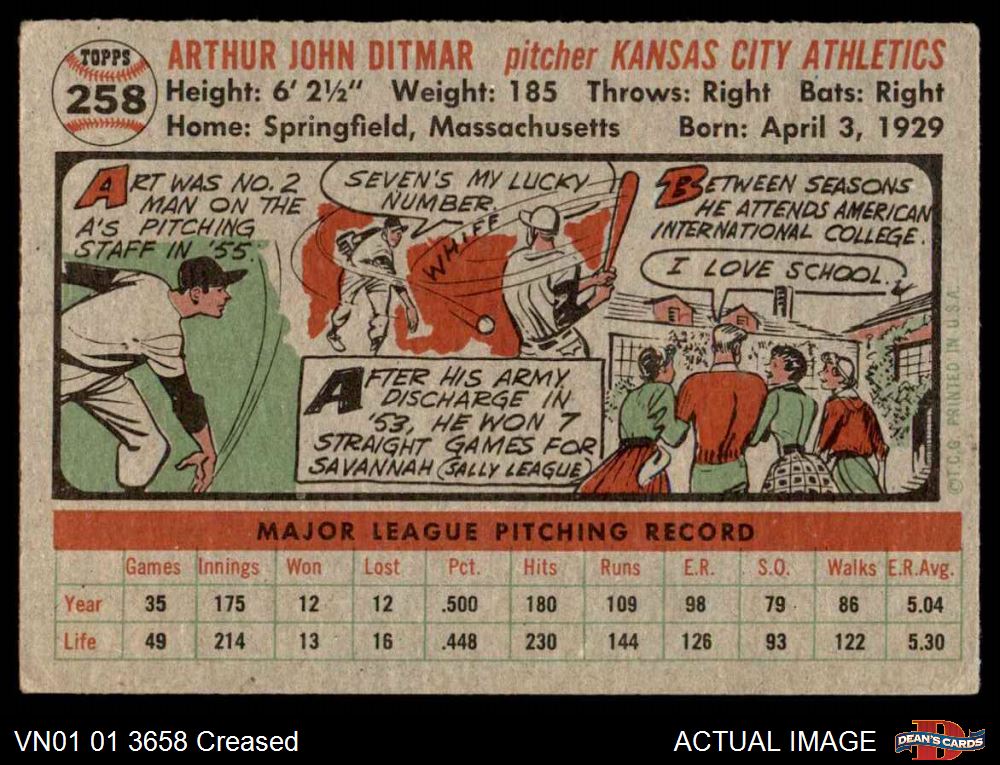 TOPPS
258
ARTHUR JOHN DITMAR pitcher KANSAS CITY ATHLETICS
Height: 6' 2½" Weight: 185 Throws: Right Bats: Right
Home: Springfield, Massachusetts Born: April 3, 1929
ART WAS NO. 2
MAN ON THE
A'S PITCHING
STAFF IN '55.
SEVEN'S MY LUCKY
NUMBER.
WHIFF
AFTER HIS ARMY
DISCHARGE IN
'53, HE WON 7
STRAIGHT GAMES FOR
SAVANNAH (SALLY LEAGUE)
BETWEEN SEASONS
HE ATTENDS AMERICAN
INTERNATIONAL COLLEGE.
I LOVE SCHOOL.
©T.C.G. PRINTED IN U.S.A.
MAJOR LEAGUE PITCHING RECORD
Games Innings Won Lost Pct. Hits Runs E.R. S.O. Walks E.R.Avg.
Year 35 175 12 12 .500 180 109 98 79 86 5.04
Life 49 214 13 16 .448 230 144 126 93 122 5.30
VN01 01 3658 Creased
ACTUAL IMAGE
DEAN'S CARDS